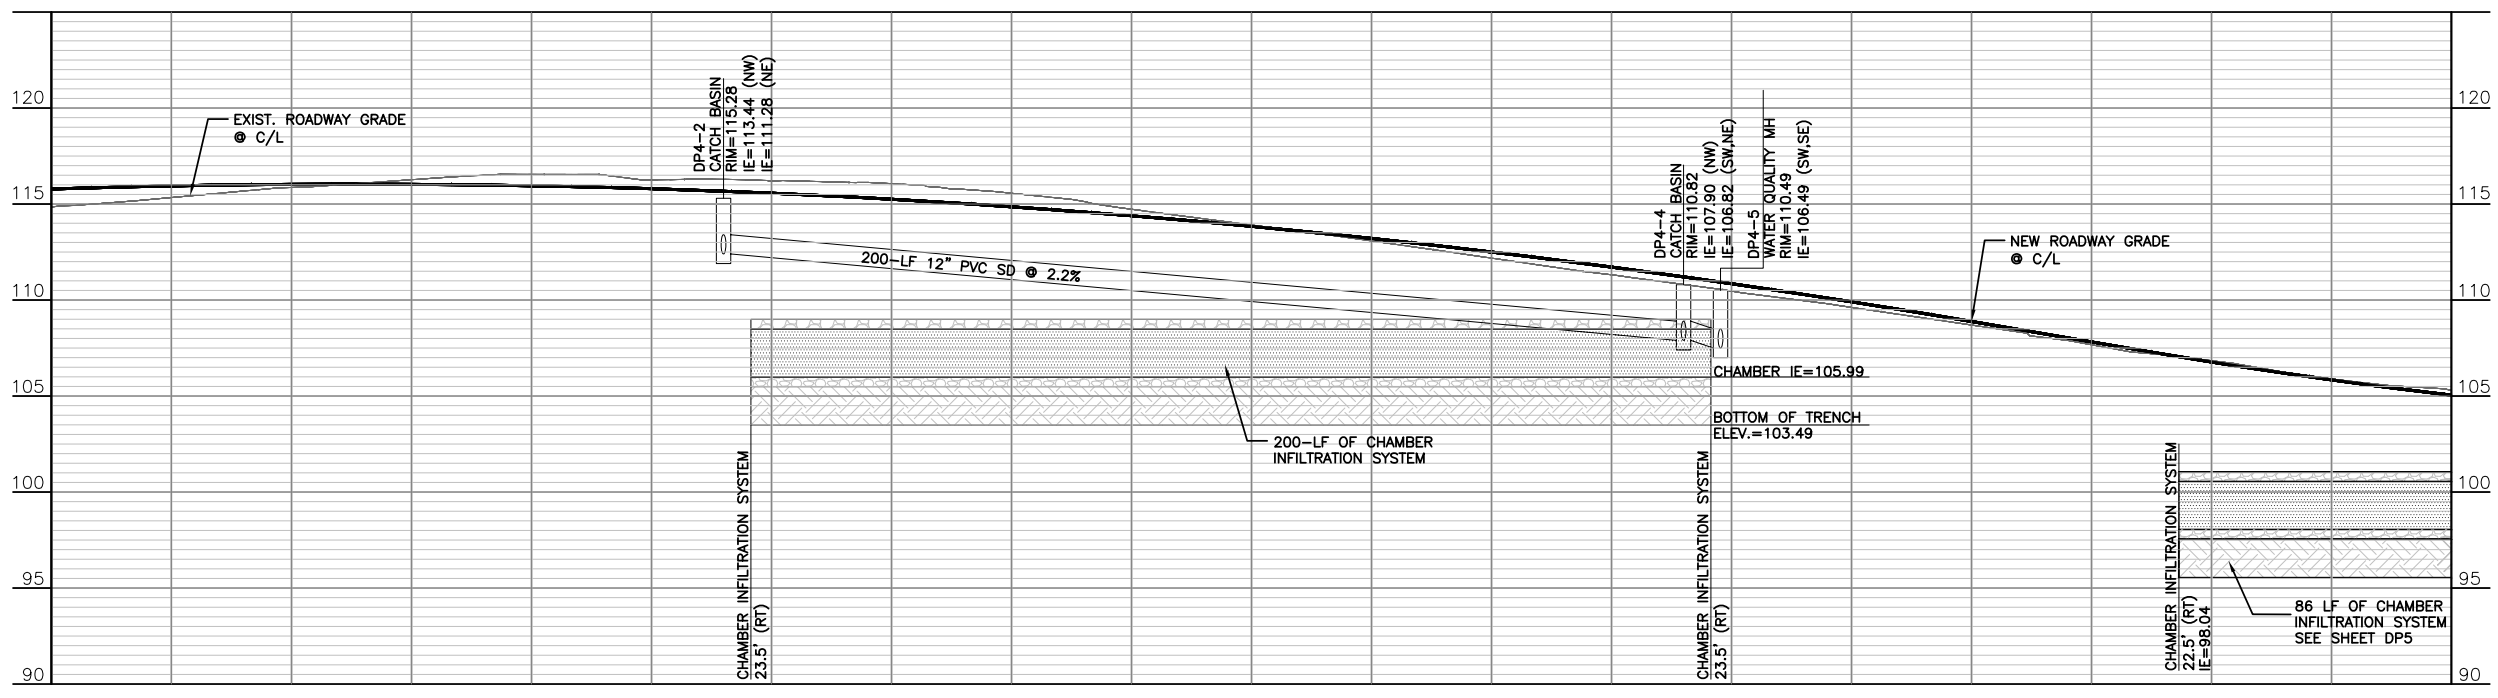 120
115
110
105
100
95
90
EXIST. ROADWAY GRADE
@ C/L
DP4-2
CATCH BASIN
RIM=115.28
IE=113.44 (NW)
IE=111.28 (NE)
200-LF 12" PVC SD @ 2.2%
DP4-4
CATCH BASIN
RIM=110.82
IE=107.90 (NW)
IE=106.82 (SW,NE)
DP4-5
WATER QUALITY MH
RIM=110.49
IE=106.49 (SW,SE)
NEW ROADWAY GRADE
@ C/L
CHAMBER IE=105.99
BOTTOM OF TRENCH
ELEV.=103.49
200-LF OF CHAMBER
INFILTRATION SYSTEM
CHAMBER INFILTRATION SYSTEM
23.5' (RT)
CHAMBER INFILTRATION SYSTEM
23.5' (RT)
CHAMBER INFILTRATION SYSTEM
22.5' (RT)
IE=98.04
86 LF OF CHAMBER
INFILTRATION SYSTEM
SEE SHEET DP5
120
115
110
105
100
95
90